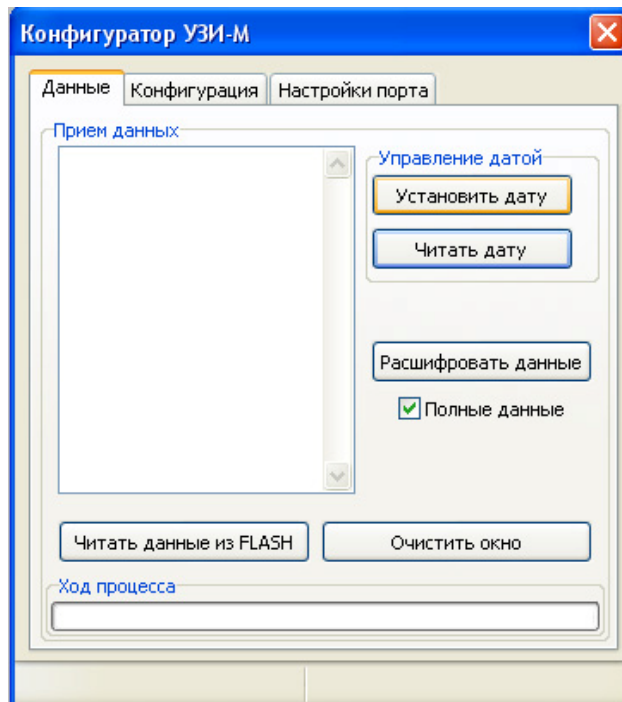 Конфигуратор УЗИ-М
Данные Конфигурация Настройки порта
Прием данных
Управление датой
Установить дату
Читать дату
Расшифровать данные
Полные данные
Читать данные из FLASH Очистить окно
Ход процесса